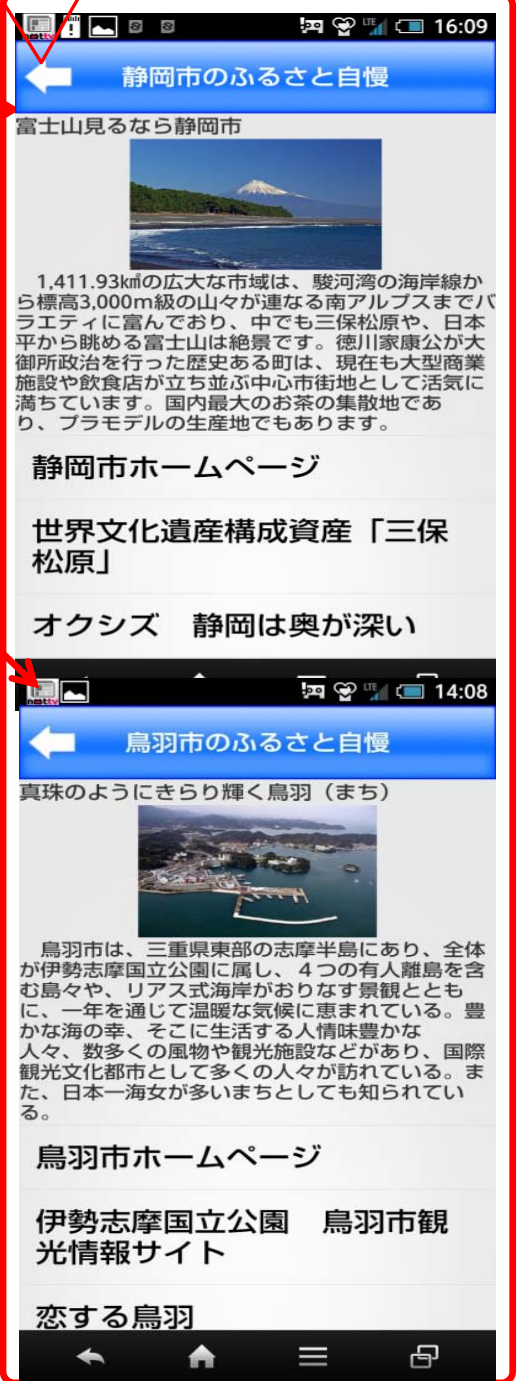 nottv
LTE
16:09
静岡市のふるさと自慢
富士山見るなら静岡市
1,411.93㎢の広大な市域は、駿河湾の海岸線か
ら標高3,000m級の山々が連なる南アルプスまでバ
ラエティに富んでおり、中でも三保松原や、日本
平から眺める富士山は絶景です。徳川家康公が大
御所政治を行った歴史ある町は、現在も大型商業
施設や飲食店が立ち並ぶ中心市街地として活気に
満ちています。国内最大のお茶の集散地であ
り、プラモデルの生産地でもあります。
静岡市ホームページ
世界文化遺産構成資産「三保
松原」
オクシズ　静岡は奥が深い
nottv
LTE
14:08
鳥羽市のふるさと自慢
真珠のようにきらり輝く鳥羽（まち）
鳥羽市は、三重県東部の志摩半島にあり、全体
が伊勢志摩国立公園に属し、４つの有人離島を含
む島々や、リアス式海岸がおりなす景観ととも
に、一年を通じて温暖な気候に恵まれている。豊
かな海の幸、そこに生活する人情味豊かな
人々、数多くの風物や観光施設などがあり、国際
観光文化都市として多くの人々が訪れている。ま
た、日本一海女が多いまちとしても知られてい
る。
鳥羽市ホームページ
伊勢志摩国立公園　鳥羽市観
光情報サイト
恋する鳥羽